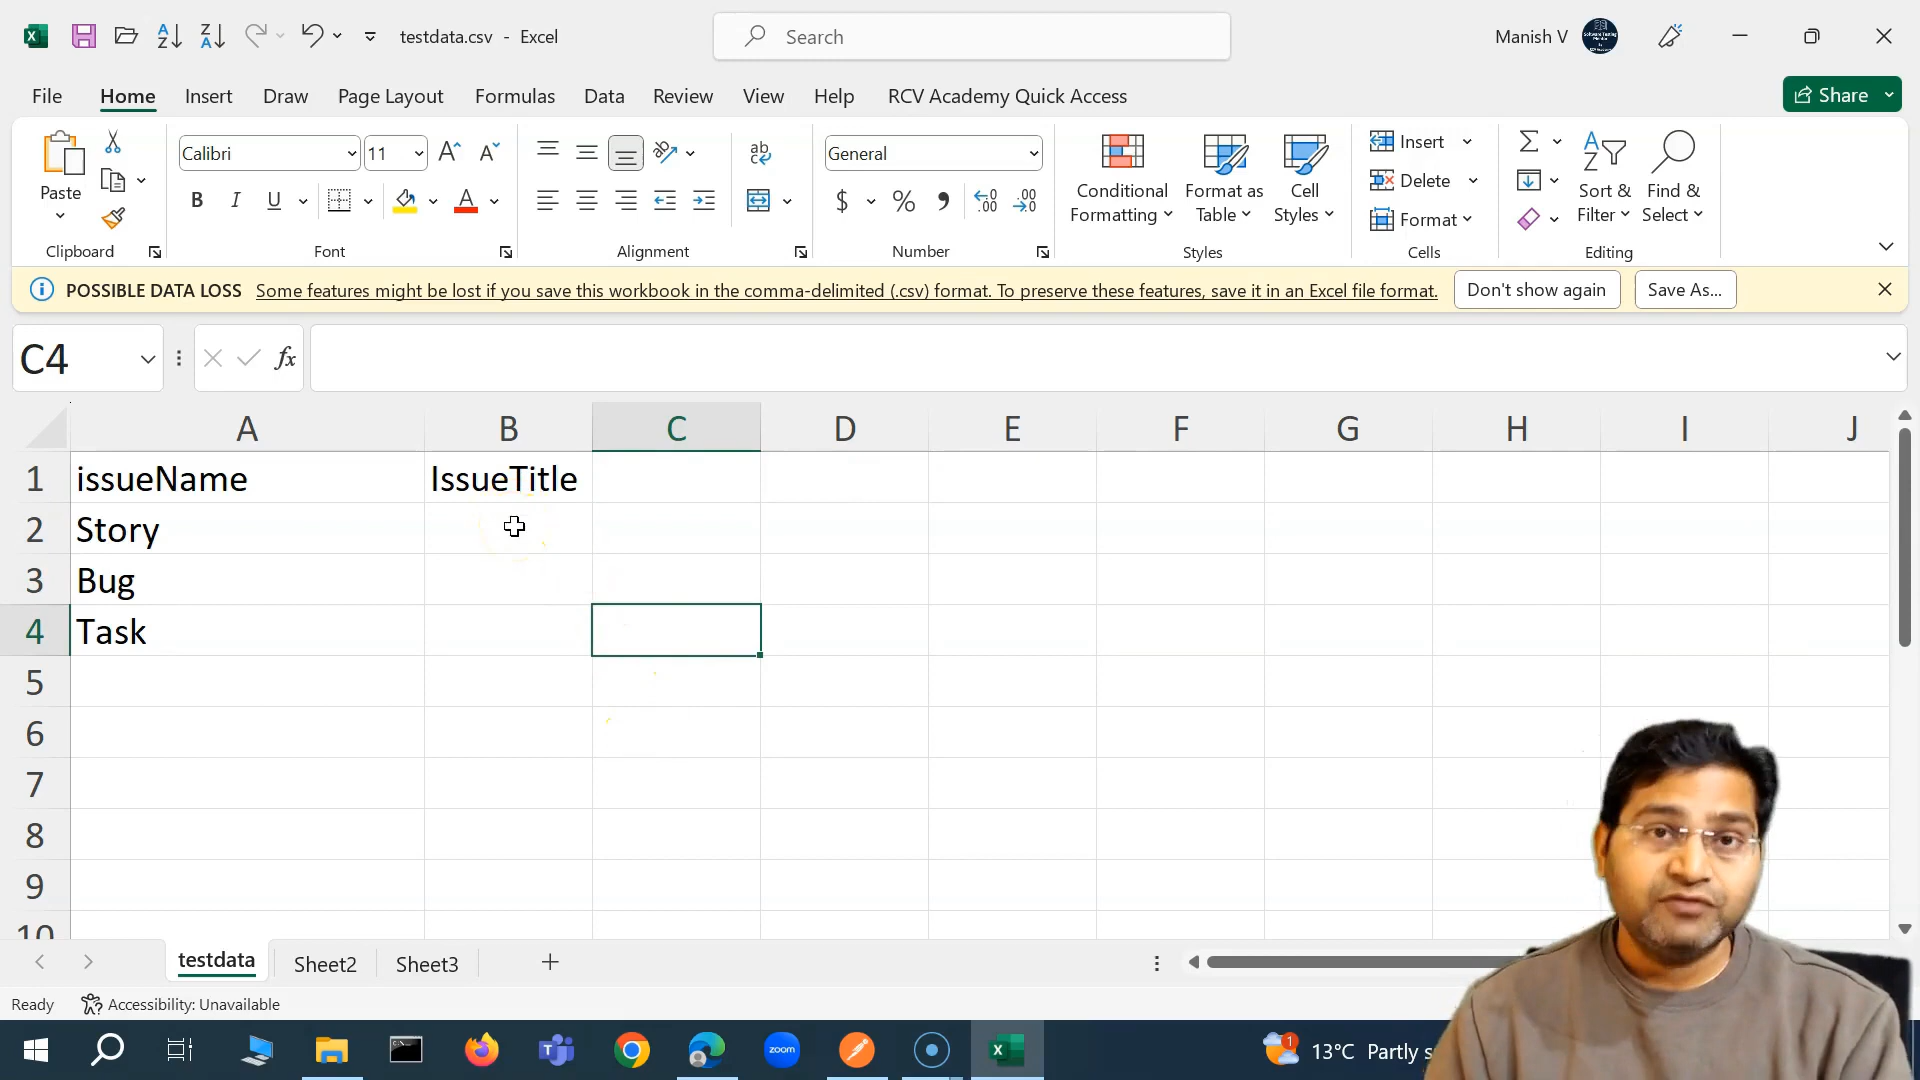 testdata.csv - Excel
Search
Manish V
File Home Insert Draw Page Layout Formulas Data Review View Help RCV Academy Quick Access
Share
Paste
Calibri 11
General
Conditional Formatting
Format as Table
Cell Styles
Insert
Delete
Format
Sort & Filter
Find & Select
Clipboard Font Alignment Number Styles Cells Editing
POSSIBLE DATA LOSS Some features might be lost if you save this workbook in the comma-delimited (.csv) format. To preserve these features, save it in an Excel file format. Don't show again Save As...
C4 fx
A B C D E F G H I J
1 issueName IssueTitle
2 Story
3 Bug
4 Task
5
6
7
8
9
10
testdata Sheet2 Sheet3
Ready Accessibility: Unavailable
zoom
1 13°C Partly s